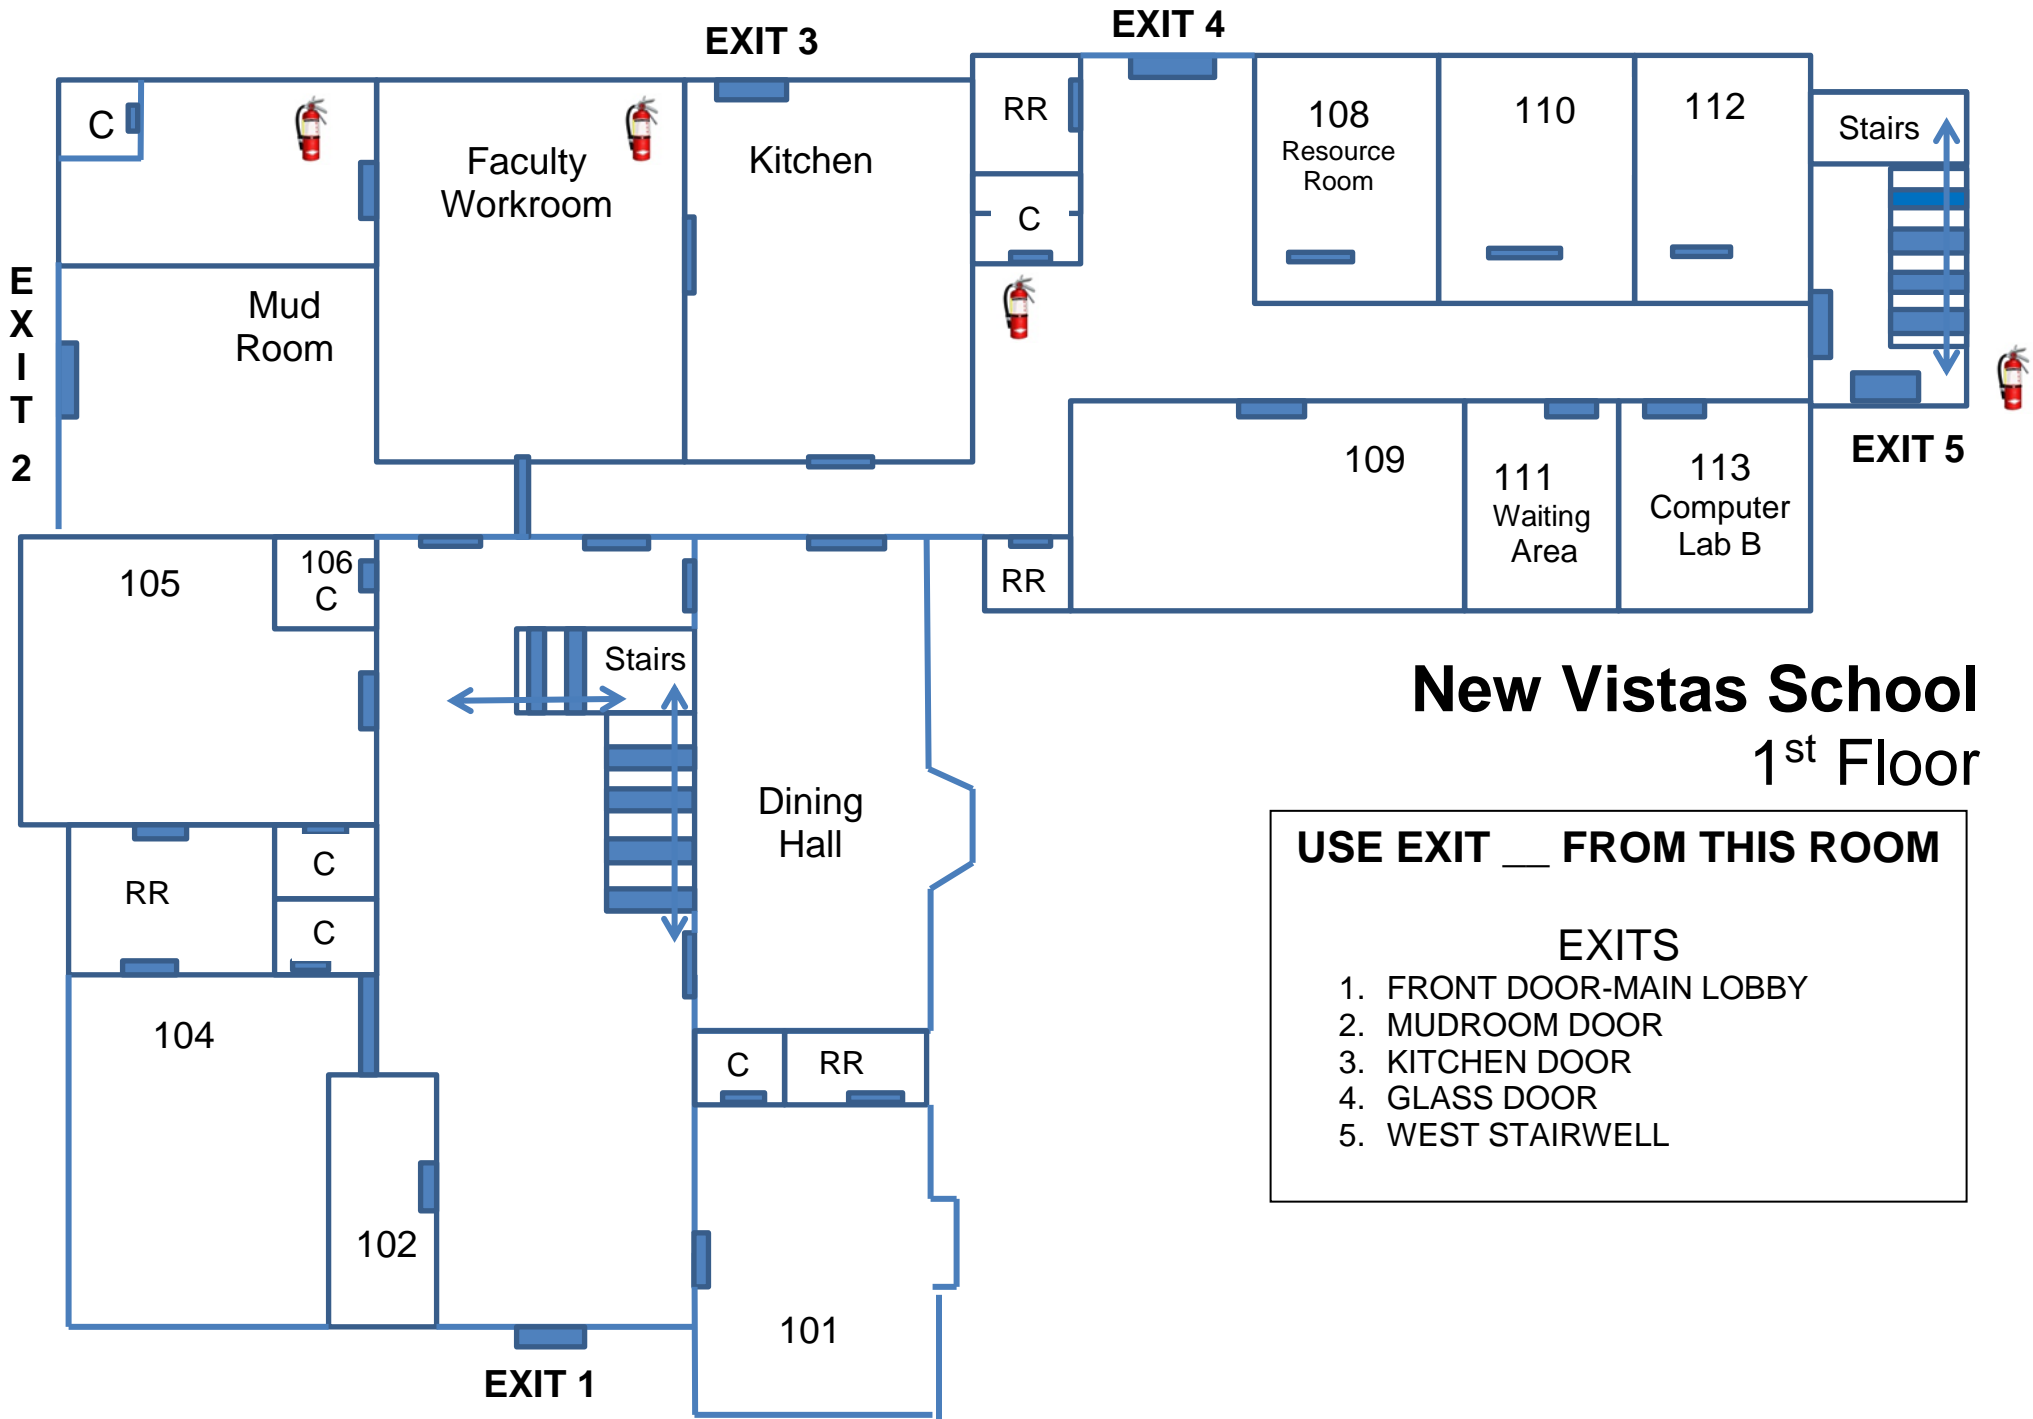 EXIT 3
EXIT 4
C
Faculty
Workroom
Kitchen
RR
C
108
Resource
Room
110
112
Stairs
E
X
I
T
2
Mud
Room
EXIT 5
109
111
Waiting
Area
113
Computer
Lab B
105
106
C
RR
Stairs
New Vistas School
1st Floor
Dining
Hall
RR
C
C
104
C
RR
102
101
EXIT 1
USE EXIT __ FROM THIS ROOM
EXITS
1. FRONT DOOR-MAIN LOBBY
2. MUDROOM DOOR
3. KITCHEN DOOR
4. GLASS DOOR
5. WEST STAIRWELL